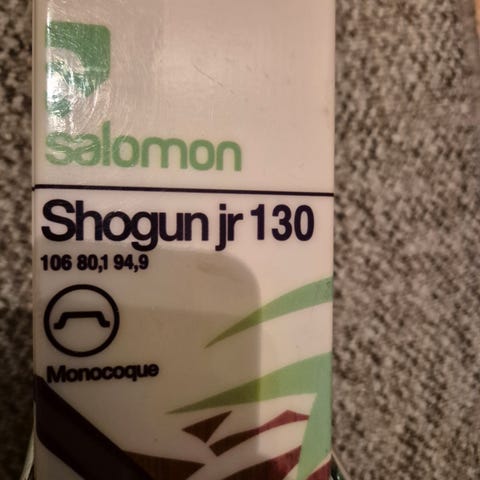 salomon
Shogun jr 130
106 80,1 94,9
Monocoque